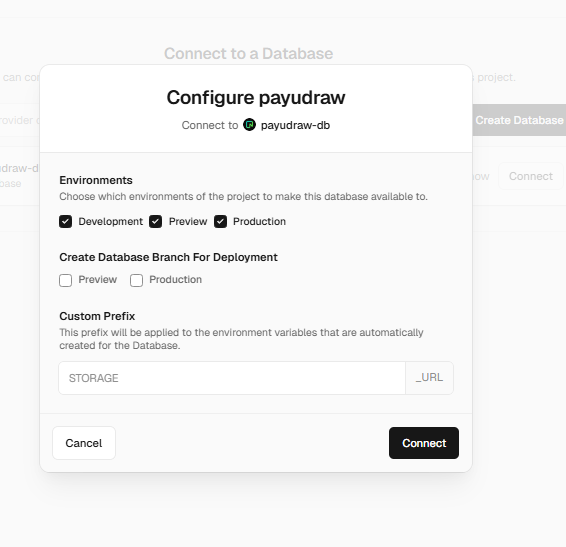 Connect to a Database
can con
project.
rovider
Create Database
Configure payudraw
Connect to payudraw-db
udraw-d
base
now
Connect
Environments
Choose which environments of the project to make this database available to.
Development Preview Production
Create Database Branch For Deployment
Preview Production
Custom Prefix
This prefix will be applied to the environment variables that are automatically
created for the Database.
STORAGE _URL
Cancel Connect